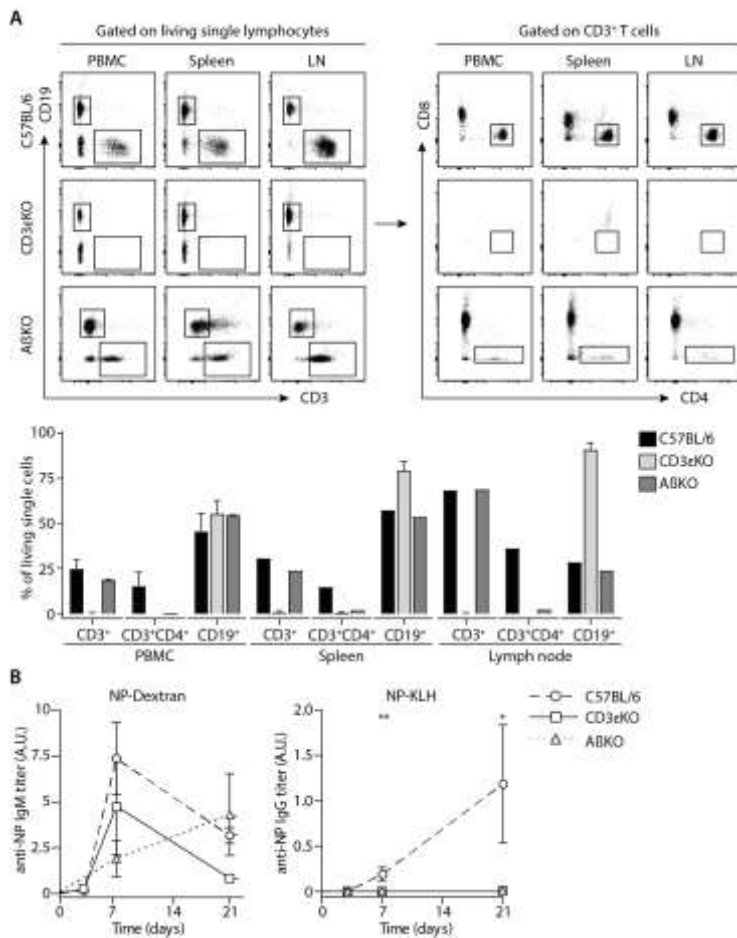 A
Gated on living single lymphocytes
Gated on CD3⁺ T cells
PBMC Spleen LN
PBMC Spleen LN
C57BL/6
CD19
CD8
CD3εKO
AßKO
CD3
CD4
% of living single cells
100
75
50
25
0
C57BL/6
CD3εKO
AßKO
CD3⁺ CD3⁺CD4⁺ CD19⁺ CD3⁺ CD3⁺CD4⁺ CD19⁺ CD3⁺ CD3⁺CD4⁺ CD19⁺
PBMC Spleen Lymph node
B
NP-Dextran
anti-NP IgM titer (A.U.)
10
7.5
5
2.5
0
0 7 14 21
Time (days)
NP-KLH
anti-NP IgG titer (A.U.)
2.0
1.5
1.0
0.5
0
** *
0 7 14 21
Time (days)
C57BL/6
CD3εKO
AßKO